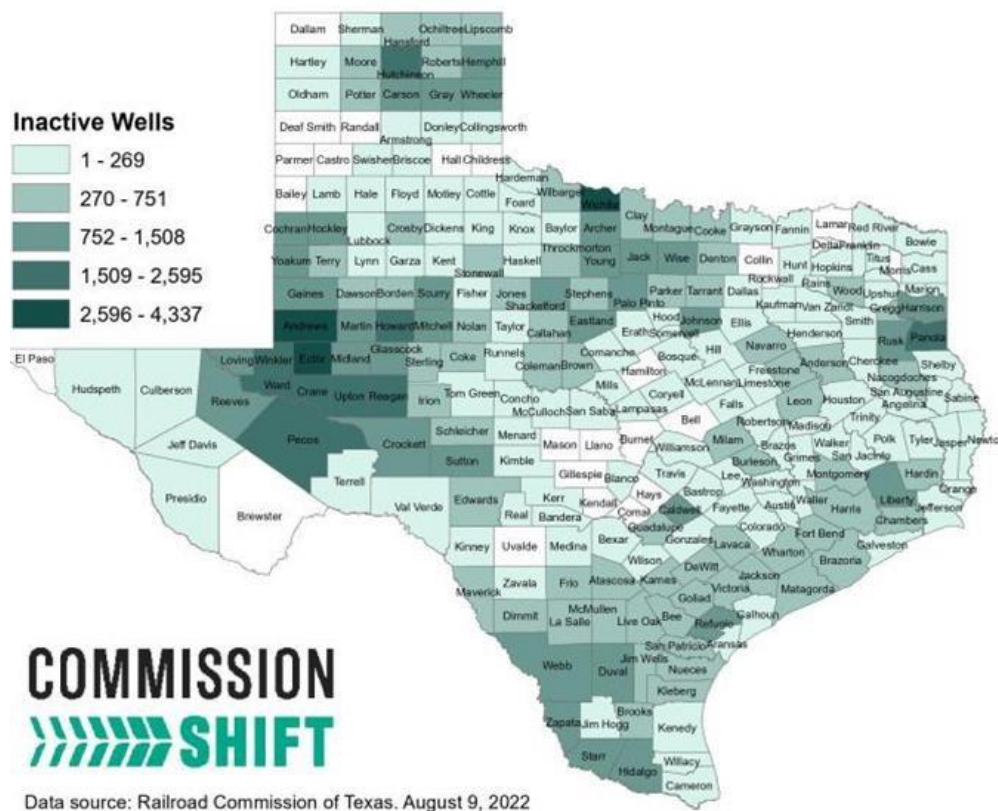 Dallam Sherman Hansford Ochiltree Lipscomb
Hartley Moore Hutchinson Roberts Hemphill
Oldham Potter Carson Gray Wheeler
Inactive Wells
1 - 269
270 - 751
752 - 1,508
1,509 - 2,595
2,596 - 4,337
Deaf Smith Randall Armstrong Donley Collingsworth
Parmer Castro Swisher Briscoe Hall Childress
Hardeman
Bailey Lamb Hale Floyd Motley Cottle Foard Wilbarge Wichita Clay
Cochran Hockley Lubbock Crosby Dickens King Knox Baylor Archer Montague Cooke Grayson Fannin Lamar Red River
Delta Franklin Titus Bowie
Yoakum Terry Lynn Garza Kent Stonewall Haskell Throckmorton Young Jack Wise Denton Collin Rockwall Hunt Hopkins Morris Cass
Gaines Dawson Borden Scurry Fisher Jones Shackelford Stephens Palo Pinto Parker Tarrant Dallas Kaufman Rains Wood Upshur Marion
Van Zandt Gregg Harrison
Andrews Martin Howard Mitchell Nolan Taylor Callahan Eastland Erath Hood Somervell Johnson Ellis Henderson Smith Rusk Panola
El Paso Loving Winkler Ector Midland Glasscock Sterling Coke Runnels Coleman Brown Comanche Bosque Hill Navarro Anderson Cherokee Shelby
Hudspeth Culberson Reeves Ward Crane Upton Reagan Irion Tom Green Concho Mills Hamilton McLennan Limestone Freestone Leon Houston Nacogdoches San Augustine Sabine
Angelina
McCulloch San Saba Lampasas Coryell Falls Robertson Madisou Trinity
Jeff Davis Pecos Crockett Schleicher Menard Mason Llano Burnet Bell Milam Brazos Grimes Walker San Jacinto Polk Tyler Jasper Newto
Williamson
Sutton Kimble Gillespie Blanco Travis Lee Burleson Washington Montgomery Liberty Hardin Orange
Presidio Brewster Terrell Val Verde Edwards Kerr Kendall Hays Bastrop Fayette Austin Waller Harris Chambers Jefferson
Real Bandera Comal Caldwell Guadalupe Gonzales Colorado Fort Bend Galveston
Kinney Uvalde Medina Bexar Wilson Lavaca Wharton Brazoria
Maverick Zavala Frio Atascosa Karnes DeWitt Jackson Matagorda
Victoria
Dimmit La Salle McMullen Live Oak Bee Goliad Calhoun
Refugio
Webb Duval Jim Wells San Patricio Aransas
Nueces
Kleberg
Zapata Jim Hogg Brooks Kenedy
Starr Hidalgo Willacy
Cameron
COMMISSION
SHIFT
Data source: Railroad Commission of Texas. August 9, 2022